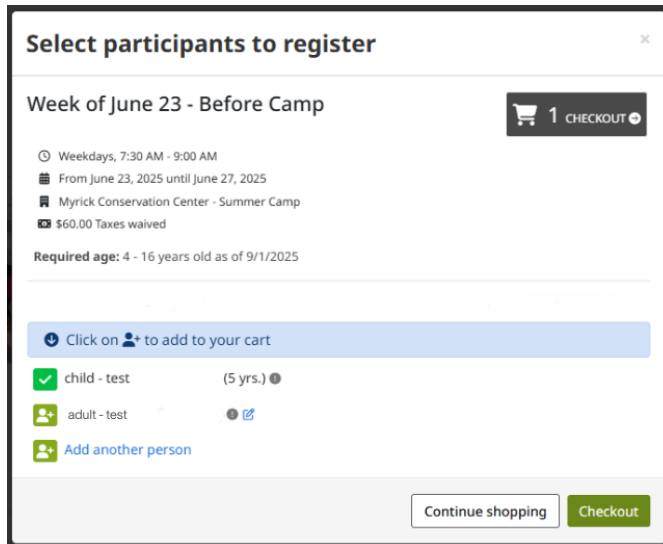 Select participants to register
×
Week of June 23 - Before Camp
1 CHECKOUT
Weekdays, 7:30 AM - 9:00 AM
From June 23, 2025 until June 27, 2025
Myrick Conservation Center - Summer Camp
$60.00 Taxes waived
Required age: 4 - 16 years old as of 9/1/2025
Click on to add to your cart
child - test (5 yrs.)
adult - test
Add another person
Continue shopping Checkout